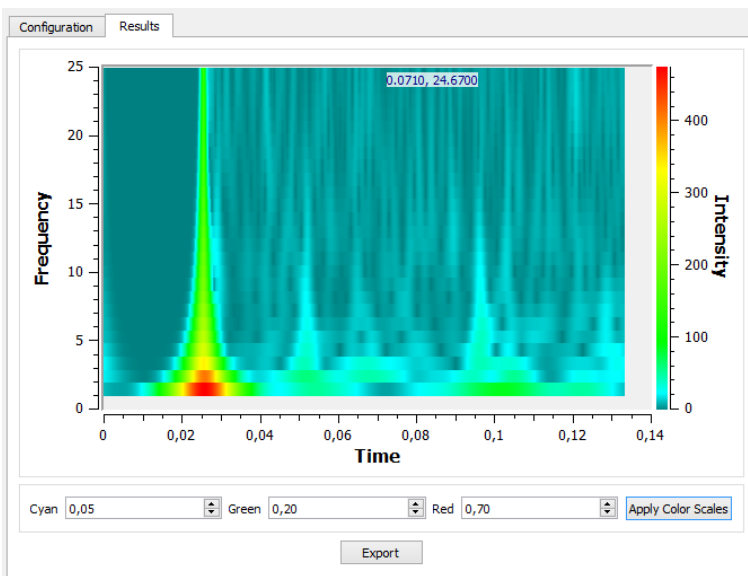 Configuration Results
0.0710, 24.6700
25
20
15
10
5
0
Frequency
400
300
200
100
0
Intensity
0 0,02 0,04 0,06 0,08 0,1 0,12 0,14
Time
Cyan 0,05 Green 0,20 Red 0,70 Apply Color Scales
Export